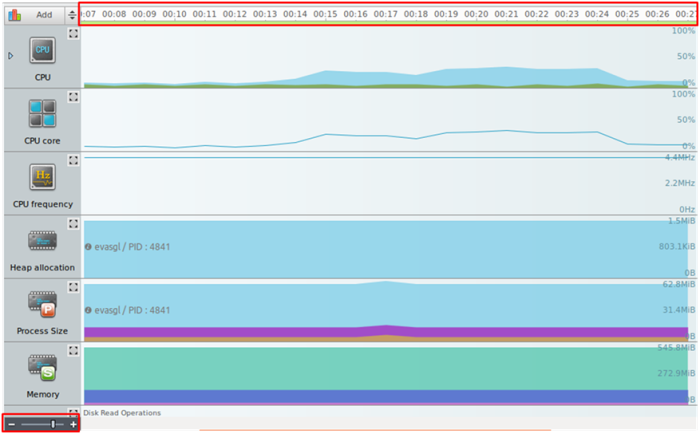 Add :07 00:08 00:09 00:10 00:11 00:12 00:13 00:14 00:15 00:16 00:17 00:18 00:19 00:20 00:21 00:22 00:23 00:24 00:25 00:26 00:2
100%
CPU
CPU
50%
0%
100%
50%
CPU core
0%
4.4MHz
Hz
2.2MHz
CPU frequency
0Hz
1.5MiB
evasgl / PID : 4841
803.1KiB
Heap allocation
0B
62.8MiB
evasgl / PID : 4841
31.4MiB
P
Process Size
0B
545.8MiB
272.9MiB
S
Memory
0B
Disk Read Operations
− +